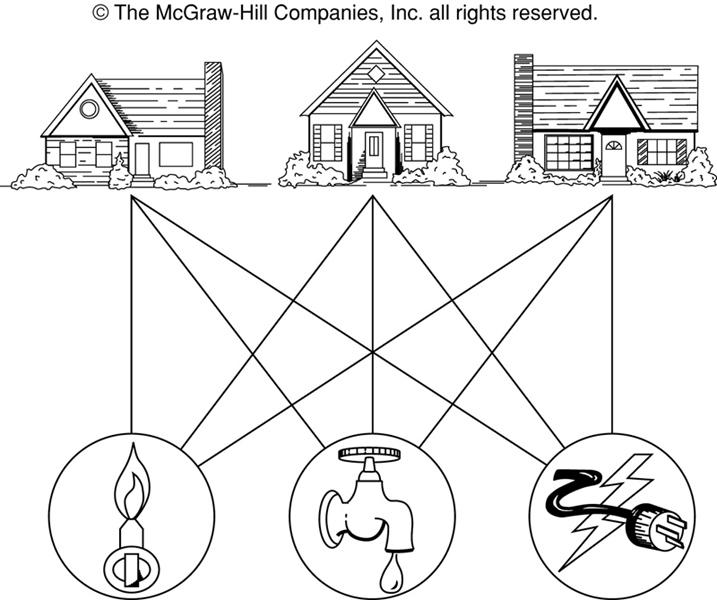 © The McGraw-Hill Companies, Inc. all rights reserved.